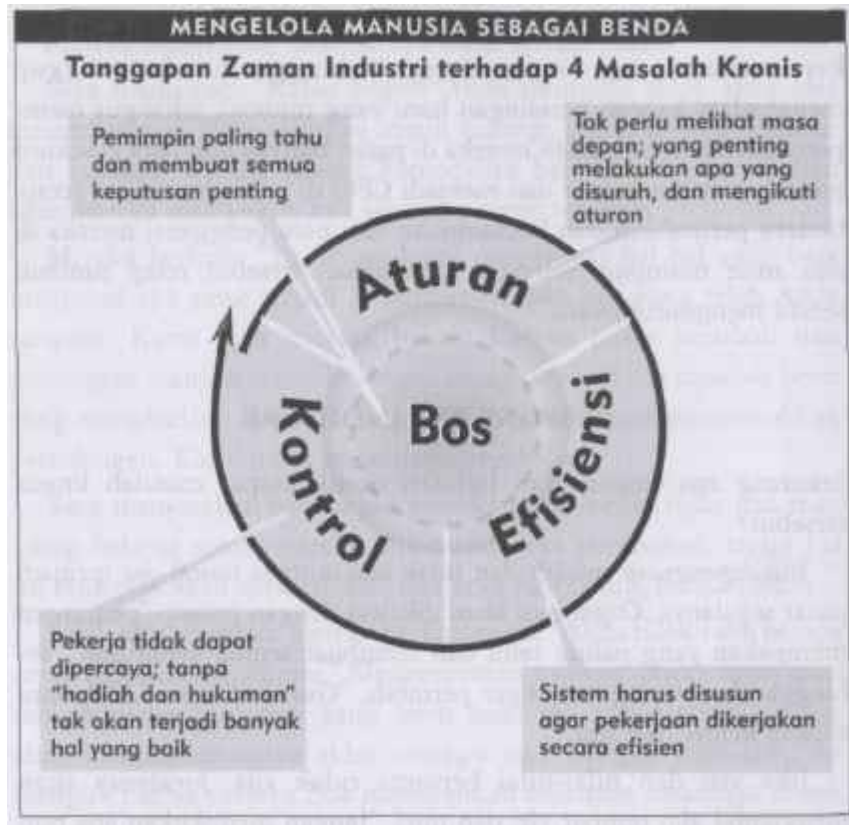 MENGELOLA MANUSIA SEBAGAI BENDA
Tanggapan Zaman Industri terhadap 4 Masalah Kronis
Pemimpin paling tahu
dan membuat semua
keputusan penting
Tak perlu melihat masa
depan; yang penting
melakukan apa yang
disuruh, dan mengikuti
aturan
Aturan
Kontrol
Bos
Efisiensi
Pekerja tidak dapat
dipercaya; tanpa
"hadiah dan hukuman"
tak akan terjadi banyak
hal yang baik
Sistem harus disusun
agar pekerjaan dikerjakan
secara efisien